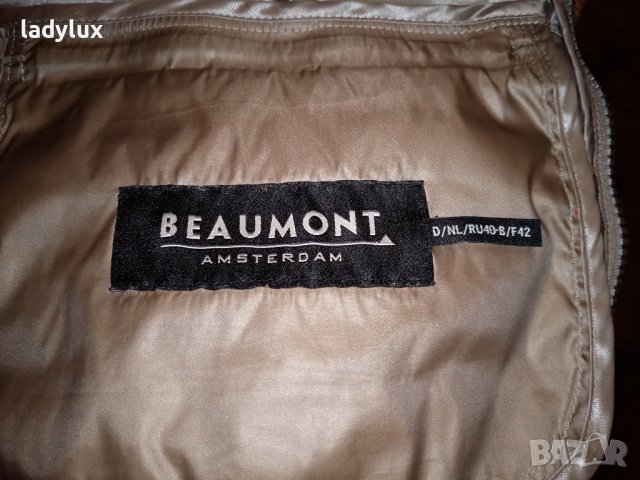 ladylux
BEAUMONT
AMSTERDAM
D/NL/RU40-B/F42
BAZAR